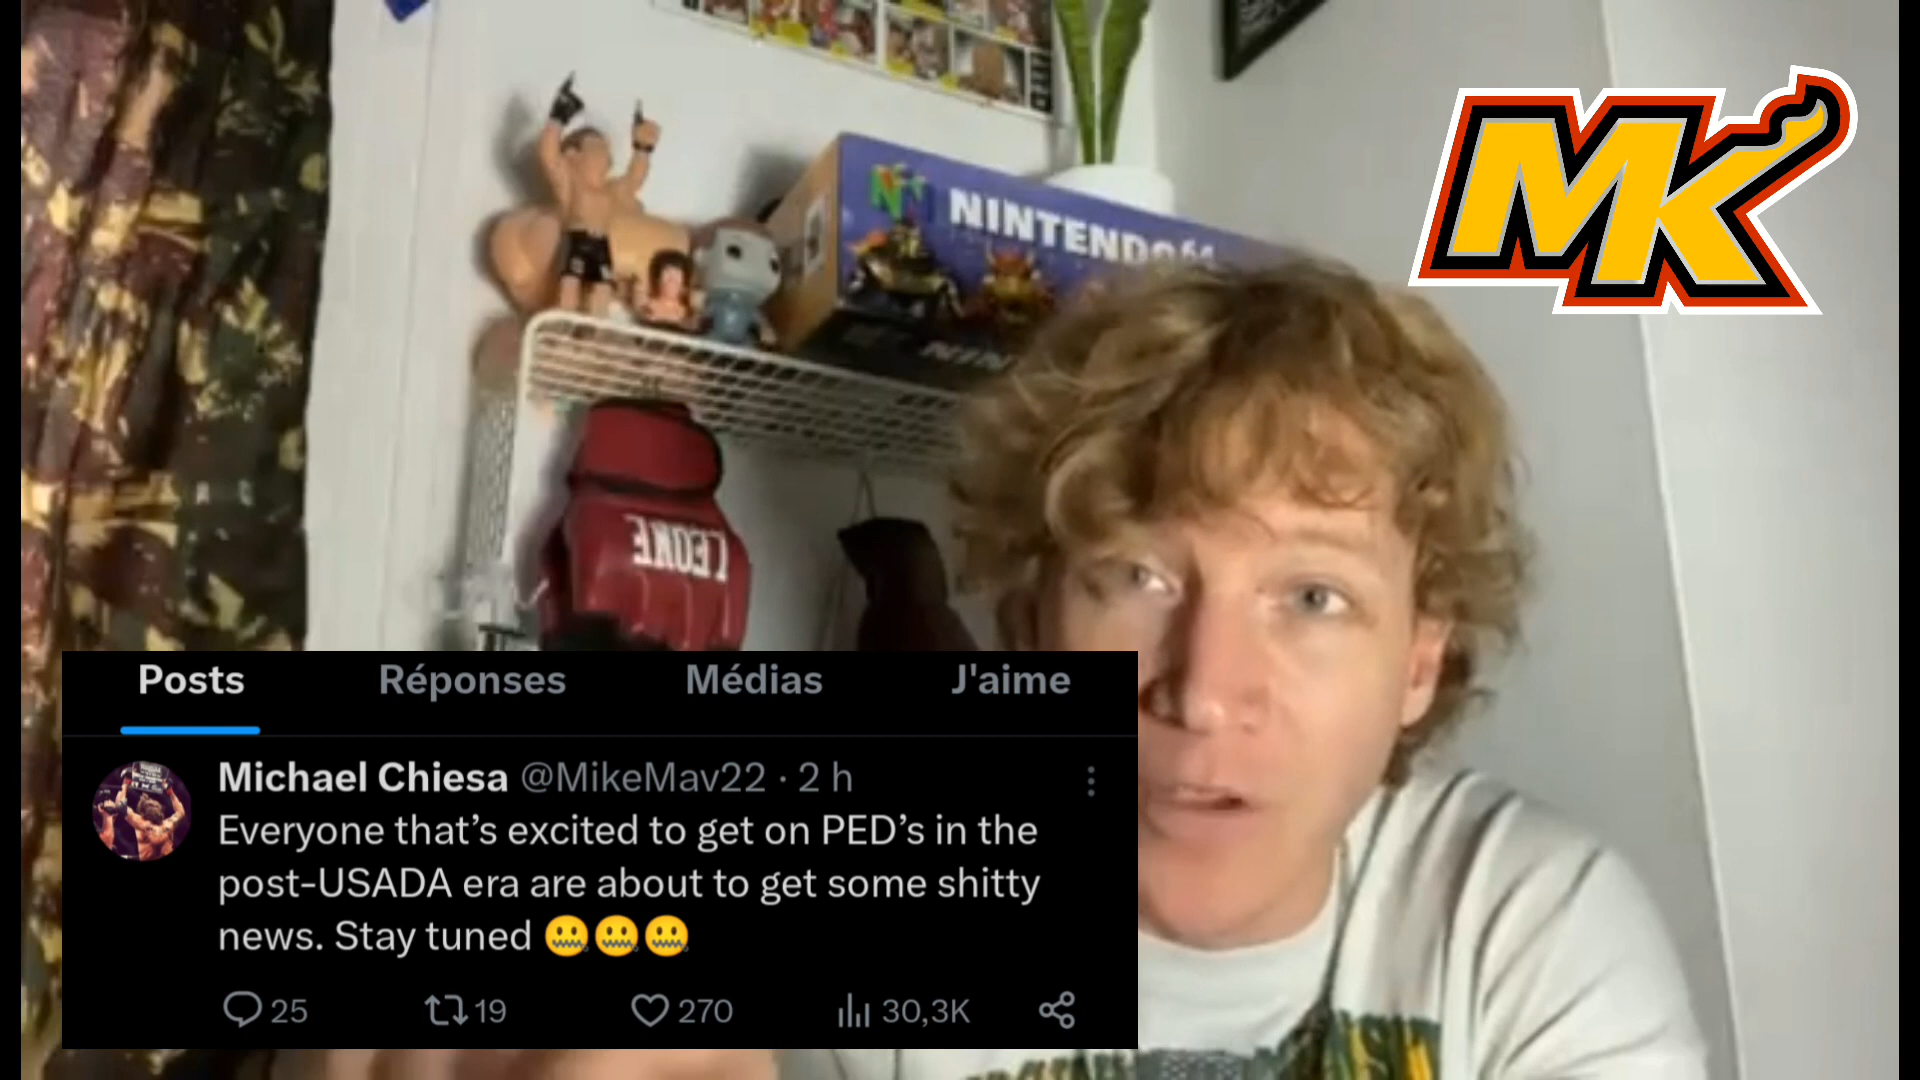 NINTENDO64
MK
LEONE
Posts Réponses Médias J'aime
Michael Chiesa @MikeMav22 · 2 h
Everyone that’s excited to get on PED’s in the
post-USADA era are about to get some shitty
news. Stay tuned 🤐🤐🤐
25 19 270 30,3K